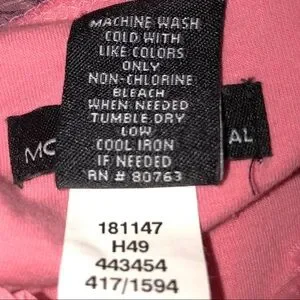 MACHINE WASH
COLD WITH
LIKE COLORS
ONLY
NON-CHLORINE
BLEACH
WHEN NEEDED
TUMBLE DRY
LOW
COOL IRON
IF NEEDED
RN # 80763
MC AL
181147
H49
443454
417/1594